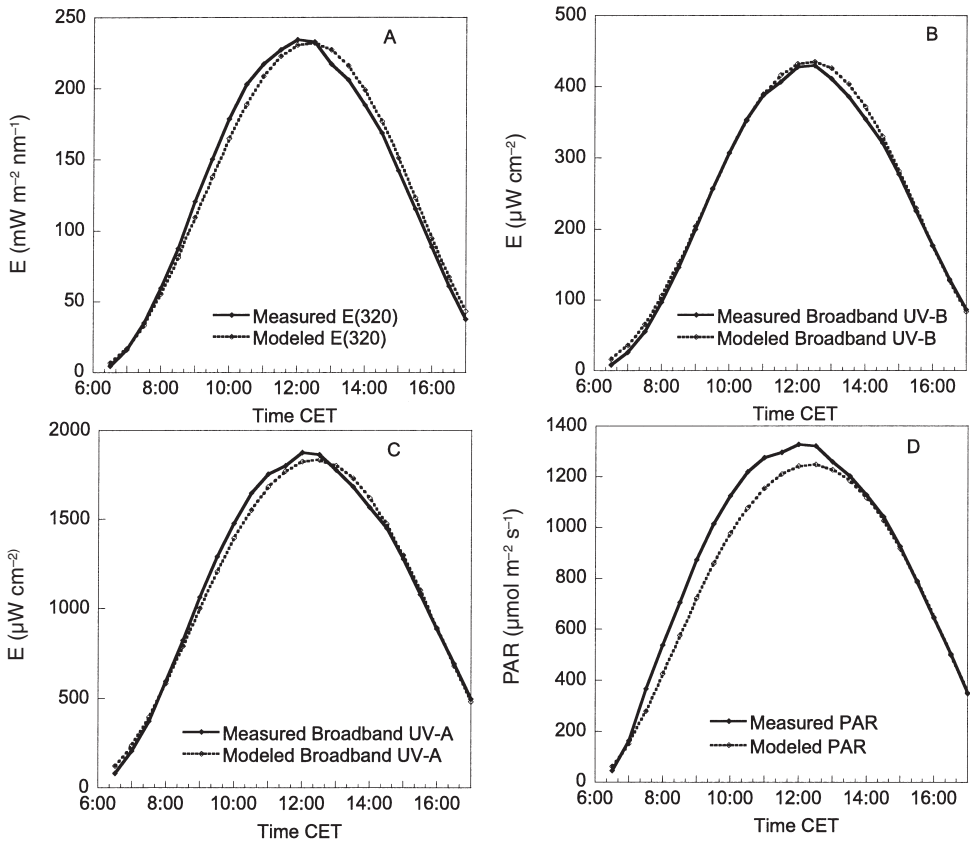 A
E (mW m⁻² nm⁻¹)
250
200
150
100
50
0
Measured E(320)
Modeled E(320)
6:00 8:00 10:00 12:00 14:00 16:00
Time CET
B
E (µW cm⁻²)
500
400
300
200
100
0
Measured Broadband UV-B
Modeled Broadband UV-B
6:00 8:00 10:00 12:00 14:00 16:00
Time CET
C
E (µW cm⁻²⁾
2000
1500
1000
500
0
Measured Broadband UV-A
Modeled Broadband UV-A
6:00 8:00 10:00 12:00 14:00 16:00
Time CET
D
PAR (µmol m⁻² s⁻¹)
1400
1200
1000
800
600
400
200
0
Measured PAR
Modeled PAR
6:00 8:00 10:00 12:00 14:00 16:00
Time CET